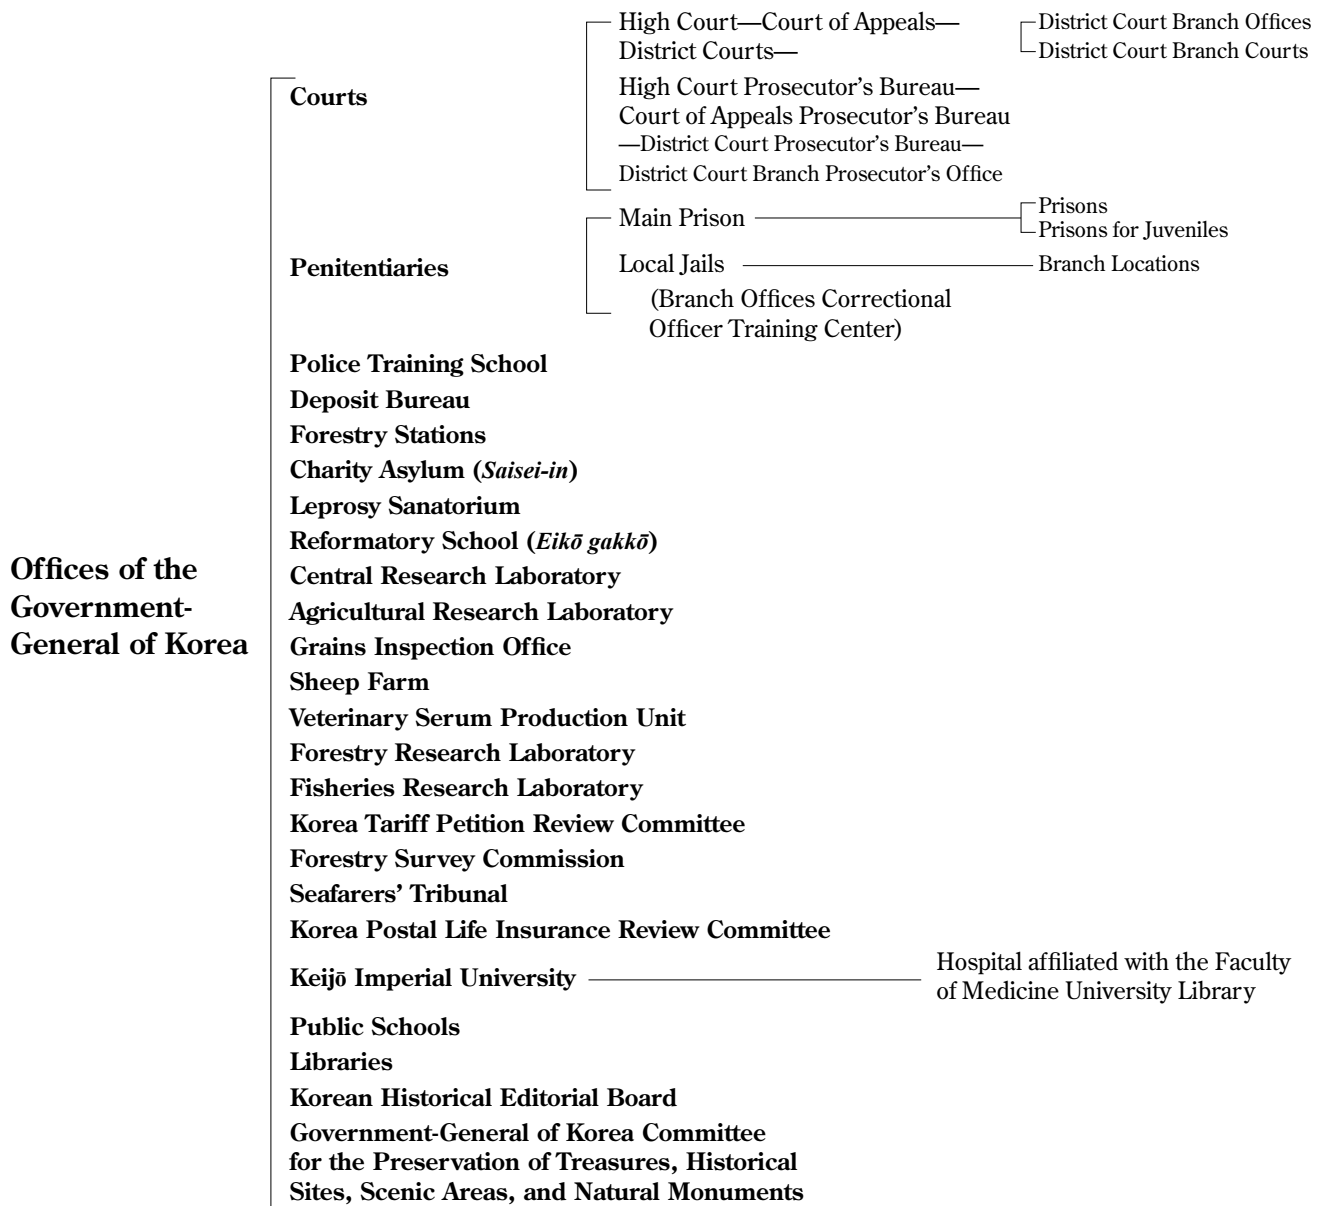 High Court—Court of Appeals—
District Courts—
District Court Branch Offices
District Court Branch Courts
Courts
High Court Prosecutor’s Bureau—
Court of Appeals Prosecutor’s Bureau
—District Court Prosecutor’s Bureau—
District Court Branch Prosecutor’s Office
Main Prison
Prisons
Prisons for Juveniles
Penitentiaries
Local Jails
Branch Locations
(Branch Offices Correctional
Officer Training Center)
Police Training School
Deposit Bureau
Forestry Stations
Charity Asylum (Saisei-in)
Leprosy Sanatorium
Reformatory School (Eikō gakkō)
Offices of the
Government-
General of Korea
Central Research Laboratory
Agricultural Research Laboratory
Grains Inspection Office
Sheep Farm
Veterinary Serum Production Unit
Forestry Research Laboratory
Fisheries Research Laboratory
Korea Tariff Petition Review Committee
Forestry Survey Commission
Seafarers’ Tribunal
Korea Postal Life Insurance Review Committee
Keijō Imperial University
Hospital affiliated with the Faculty
of Medicine University Library
Public Schools
Libraries
Korean Historical Editorial Board
Government-General of Korea Committee
for the Preservation of Treasures, Historical
Sites, Scenic Areas, and Natural Monuments